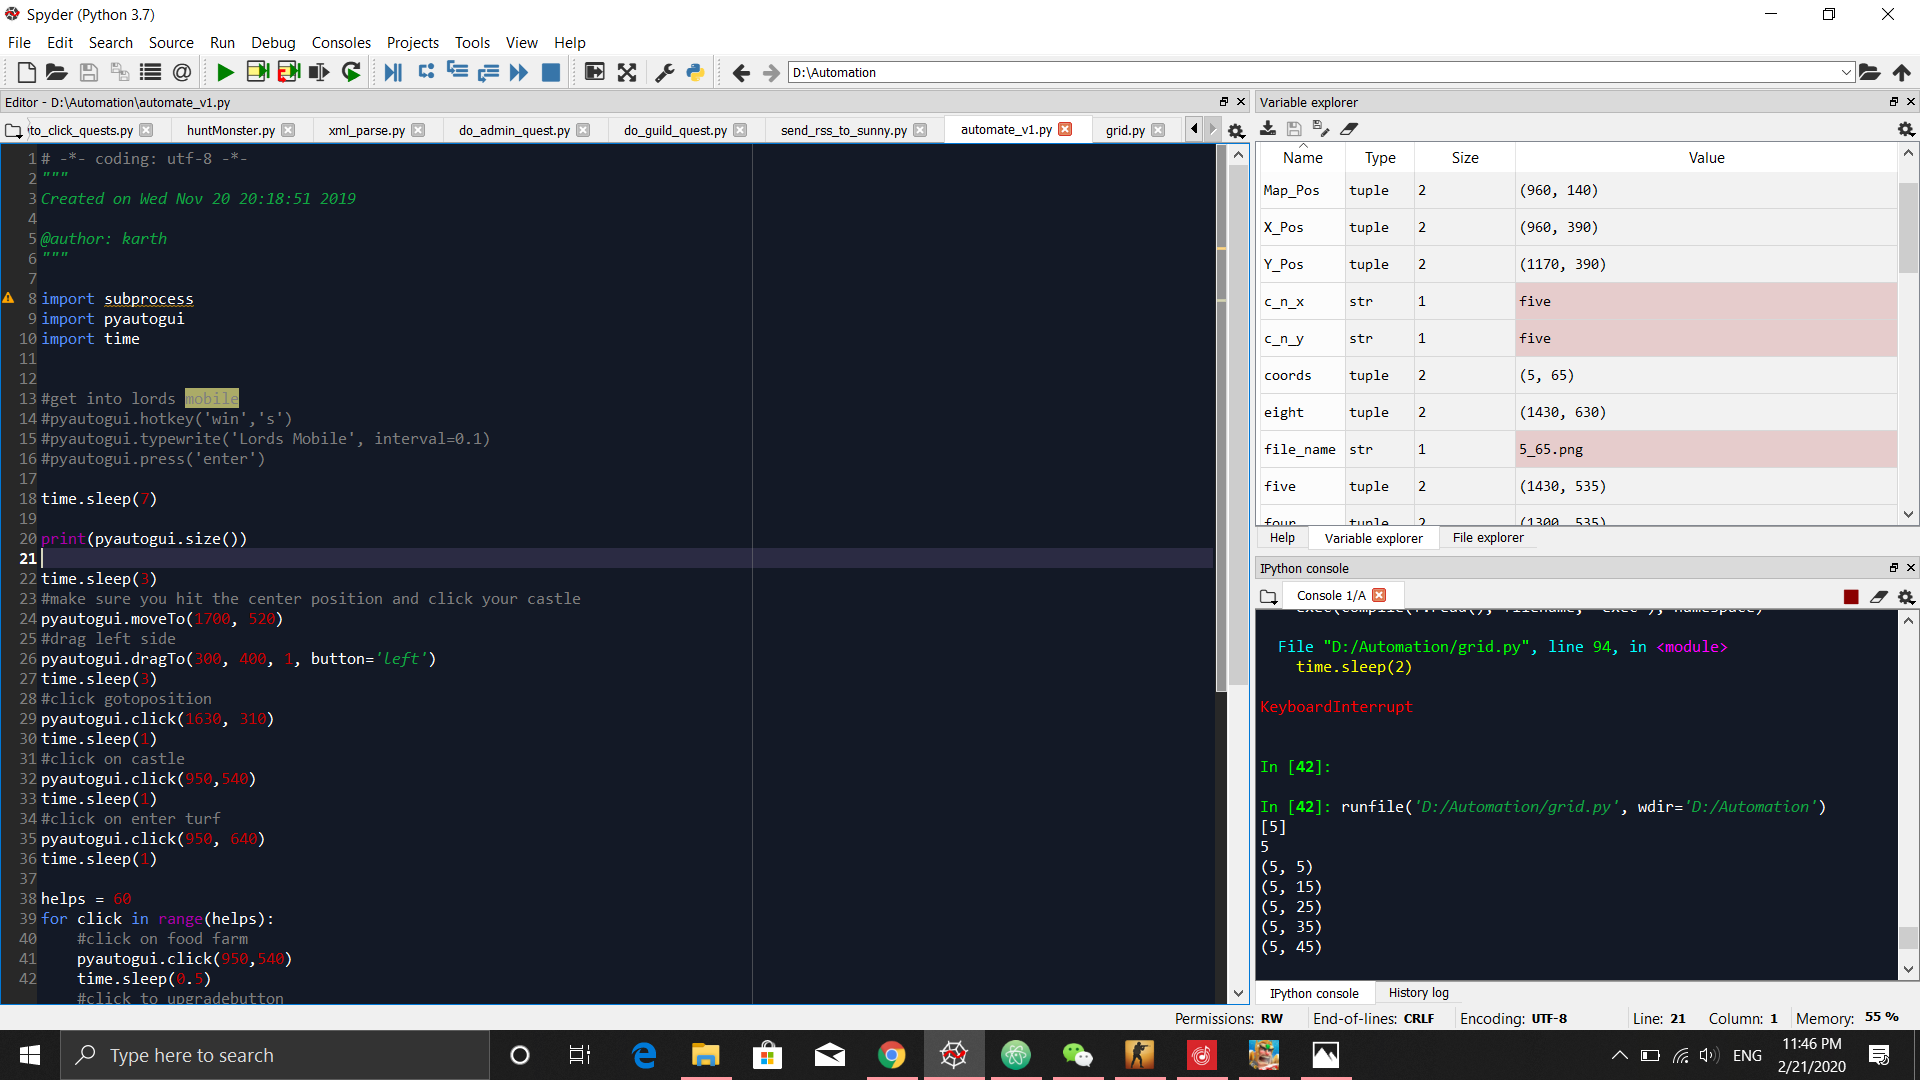 Spyder (Python 3.7)
File Edit Search Source Run Debug Consoles Projects Tools View Help
D:\Automation
Editor - D:\Automation\automate_v1.py
to_click_quests.py huntMonster.py xml_parse.py do_admin_quest.py do_guild_quest.py send_rss_to_sunny.py automate_v1.py grid.py
1 # -*- coding: utf-8 -*-
2 """
3 Created on Wed Nov 20 20:18:51 2019
4
5 @author: karth
6 """
7
8 import subprocess
9 import pyautogui
10 import time
11
12
13 #get into lords mobile
14 #pyautogui.hotkey('win','s')
15 #pyautogui.typewrite('Lords Mobile', interval=0.1)
16 #pyautogui.press('enter')
17
18 time.sleep(7)
19
20 print(pyautogui.size())
21
22 time.sleep(3)
23 #make sure you hit the center position and click your castle
24 pyautogui.moveTo(1700, 520)
25 #drag left side
26 pyautogui.dragTo(300, 400, 1, button='left')
27 time.sleep(3)
28 #click gotoposition
29 pyautogui.click(1630, 310)
30 time.sleep(1)
31 #click on castle
32 pyautogui.click(950,540)
33 time.sleep(1)
34 #click on enter turf
35 pyautogui.click(950, 640)
36 time.sleep(1)
37
38 helps = 60
39 for click in range(helps):
40 #click on food farm
41 pyautogui.click(950,540)
42 time.sleep(0.5)
#click to upgradebutton
Variable explorer
Name Type Size Value
Map_Pos tuple 2 (960, 140)
X_Pos tuple 2 (960, 390)
Y_Pos tuple 2 (1170, 390)
c_n_x str 1 five
c_n_y str 1 five
coords tuple 2 (5, 65)
eight tuple 2 (1430, 630)
file_name str 1 5_65.png
five tuple 2 (1430, 535)
four tuple 2 (1300, 535)
Help Variable explorer File explorer
IPython console
Console 1/A
exec(compile(f.read(), filename, 'exec'), namespace)
File "D:/Automation/grid.py", line 94, in <module>
time.sleep(2)
KeyboardInterrupt
In [42]:
In [42]: runfile('D:/Automation/grid.py', wdir='D:/Automation')
[5]
5
(5, 5)
(5, 15)
(5, 25)
(5, 35)
(5, 45)
IPython console History log
Permissions: RW End-of-lines: CRLF Encoding: UTF-8 Line: 21 Column: 1 Memory: 55 %
Type here to search
ENG
11:46 PM
2/21/2020